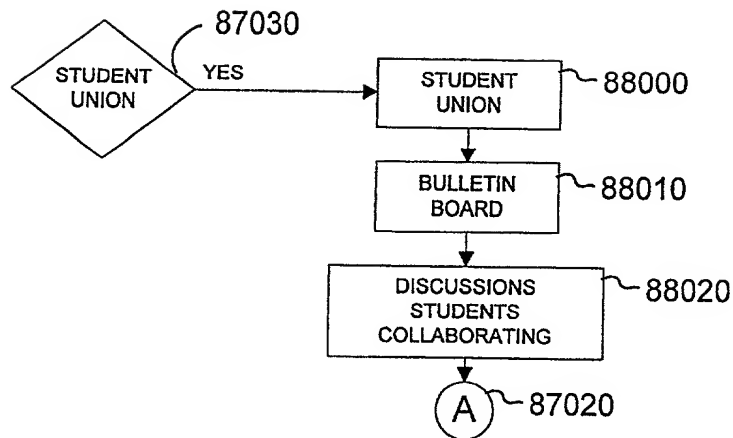 87030
STUDENT
UNION
YES
STUDENT
UNION
88000
BULLETIN
BOARD
88010
DISCUSSIONS
STUDENTS
COLLABORATING
88020
A
87020